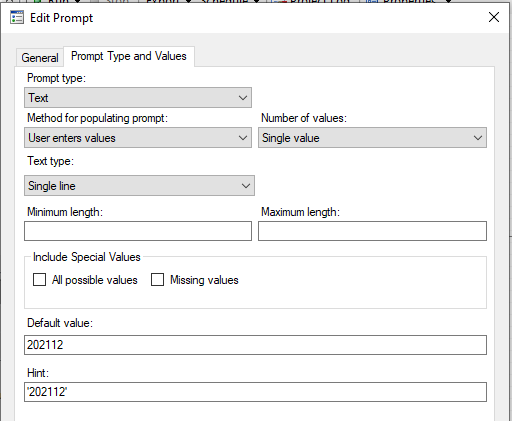 Edit Prompt
General
Prompt Type and Values
Prompt type:
Text
Method for populating prompt:
Number of values:
User enters values
Single value
Text type:
Single line
Minimum length:
Maximum length:
Include Special Values
All possible values
Missing values
Default value:
202112
Hint:
'202112'